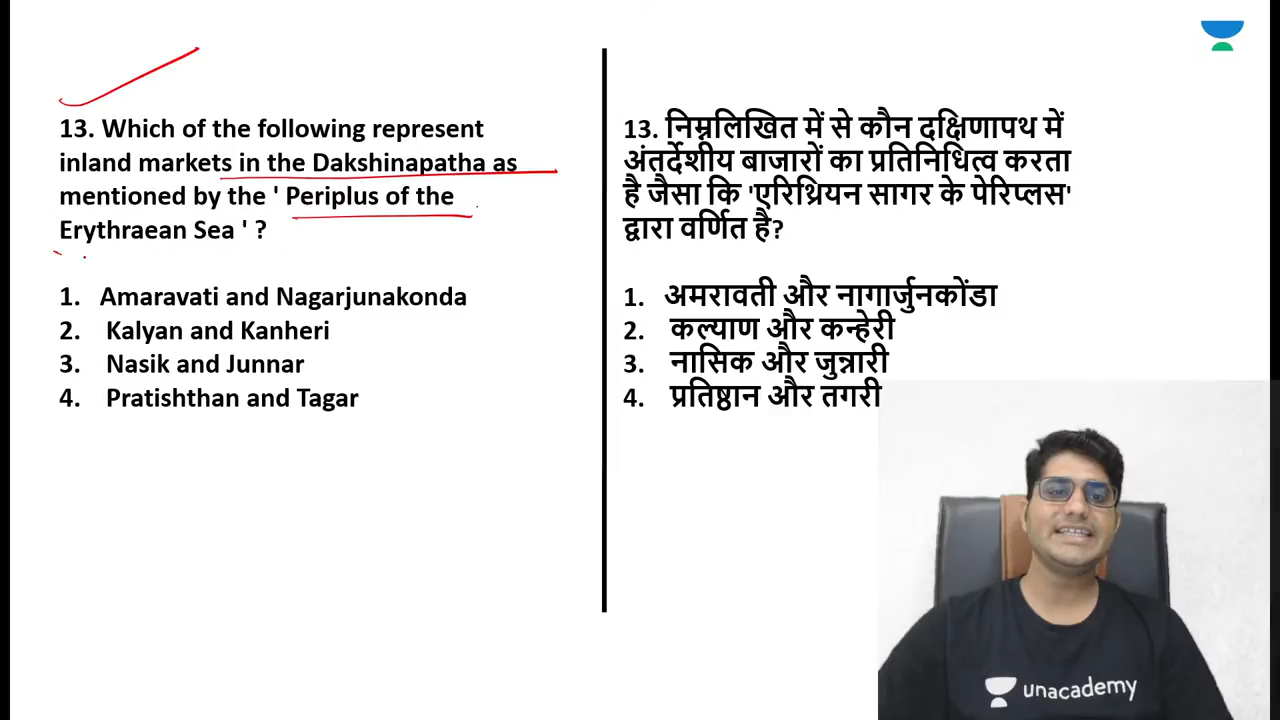 13. Which of the following represent
inland markets in the Dakshinapatha as
mentioned by the ' Periplus of the
Erythraean Sea ' ?
1. Amaravati and Nagarjunakonda
2. Kalyan and Kanheri
3. Nasik and Junnar
4. Pratishthan and Tagar
13. निम्नलिखित में से कौन दक्षिणापथ में
अंतर्देशीय बाजारों का प्रतिनिधित्व करता
है जैसा कि 'एरिथ्रियन सागर के पेरिप्लस'
द्वारा वर्णित है?
1. अमरावती और नागार्जुनकोंडा
2. कल्याण और कन्हेरी
3. नासिक और जुन्नारी
4. प्रतिष्ठान और तगरी
unacademy